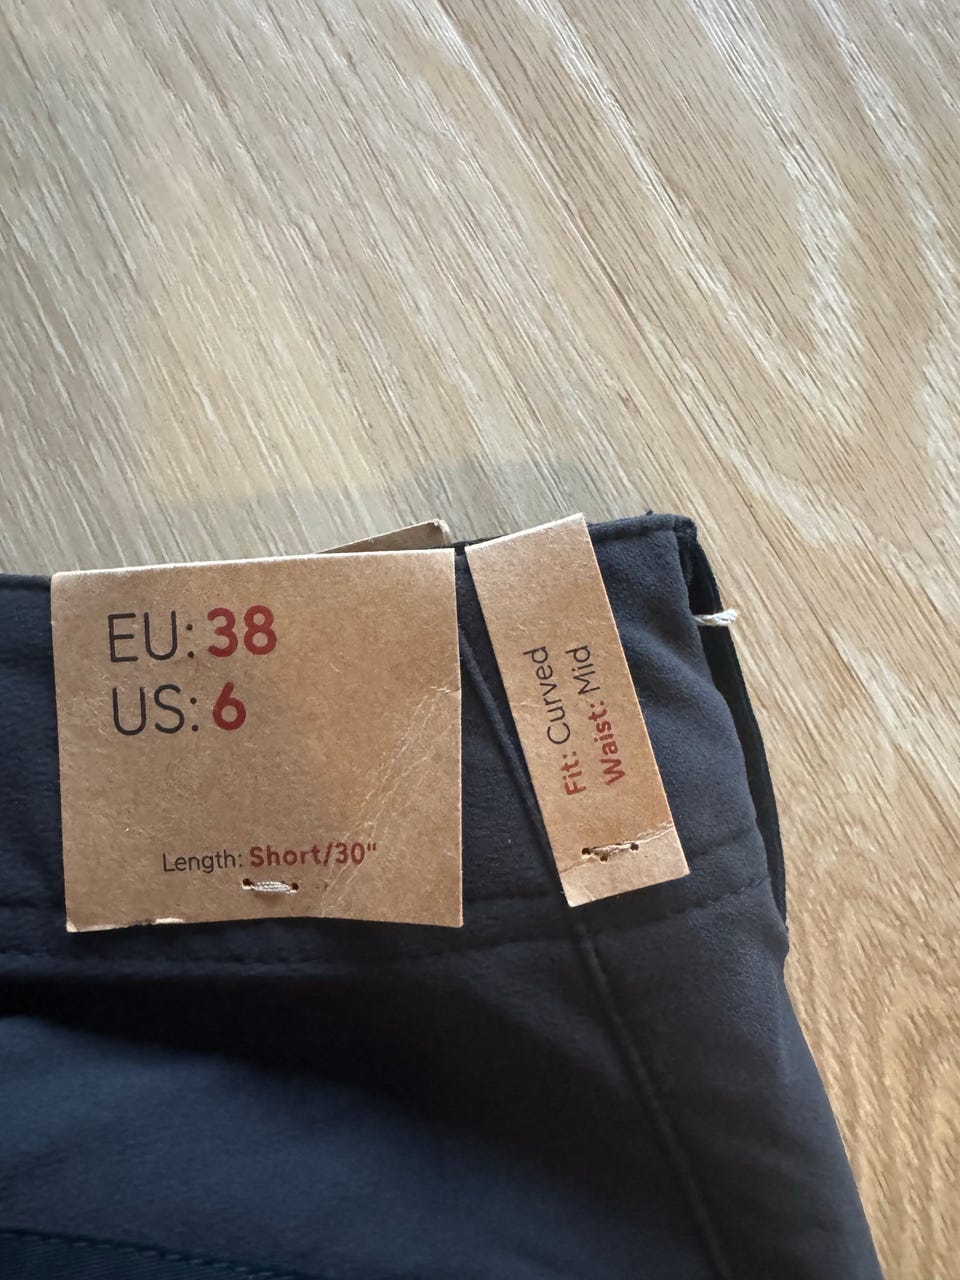 EU: 38
US: 6
Length: Short/30"
Fit: Curved
Waist: Mid